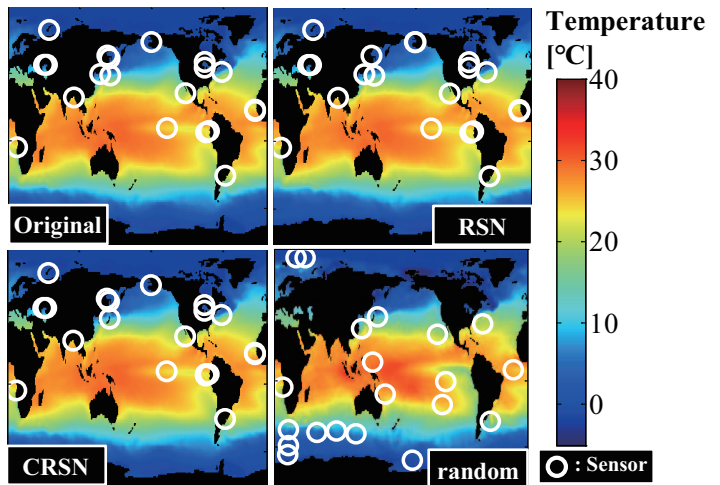 Temperature
[℃]
40
30
20
10
0
Original
RSN
CRSN
random
: Sensor